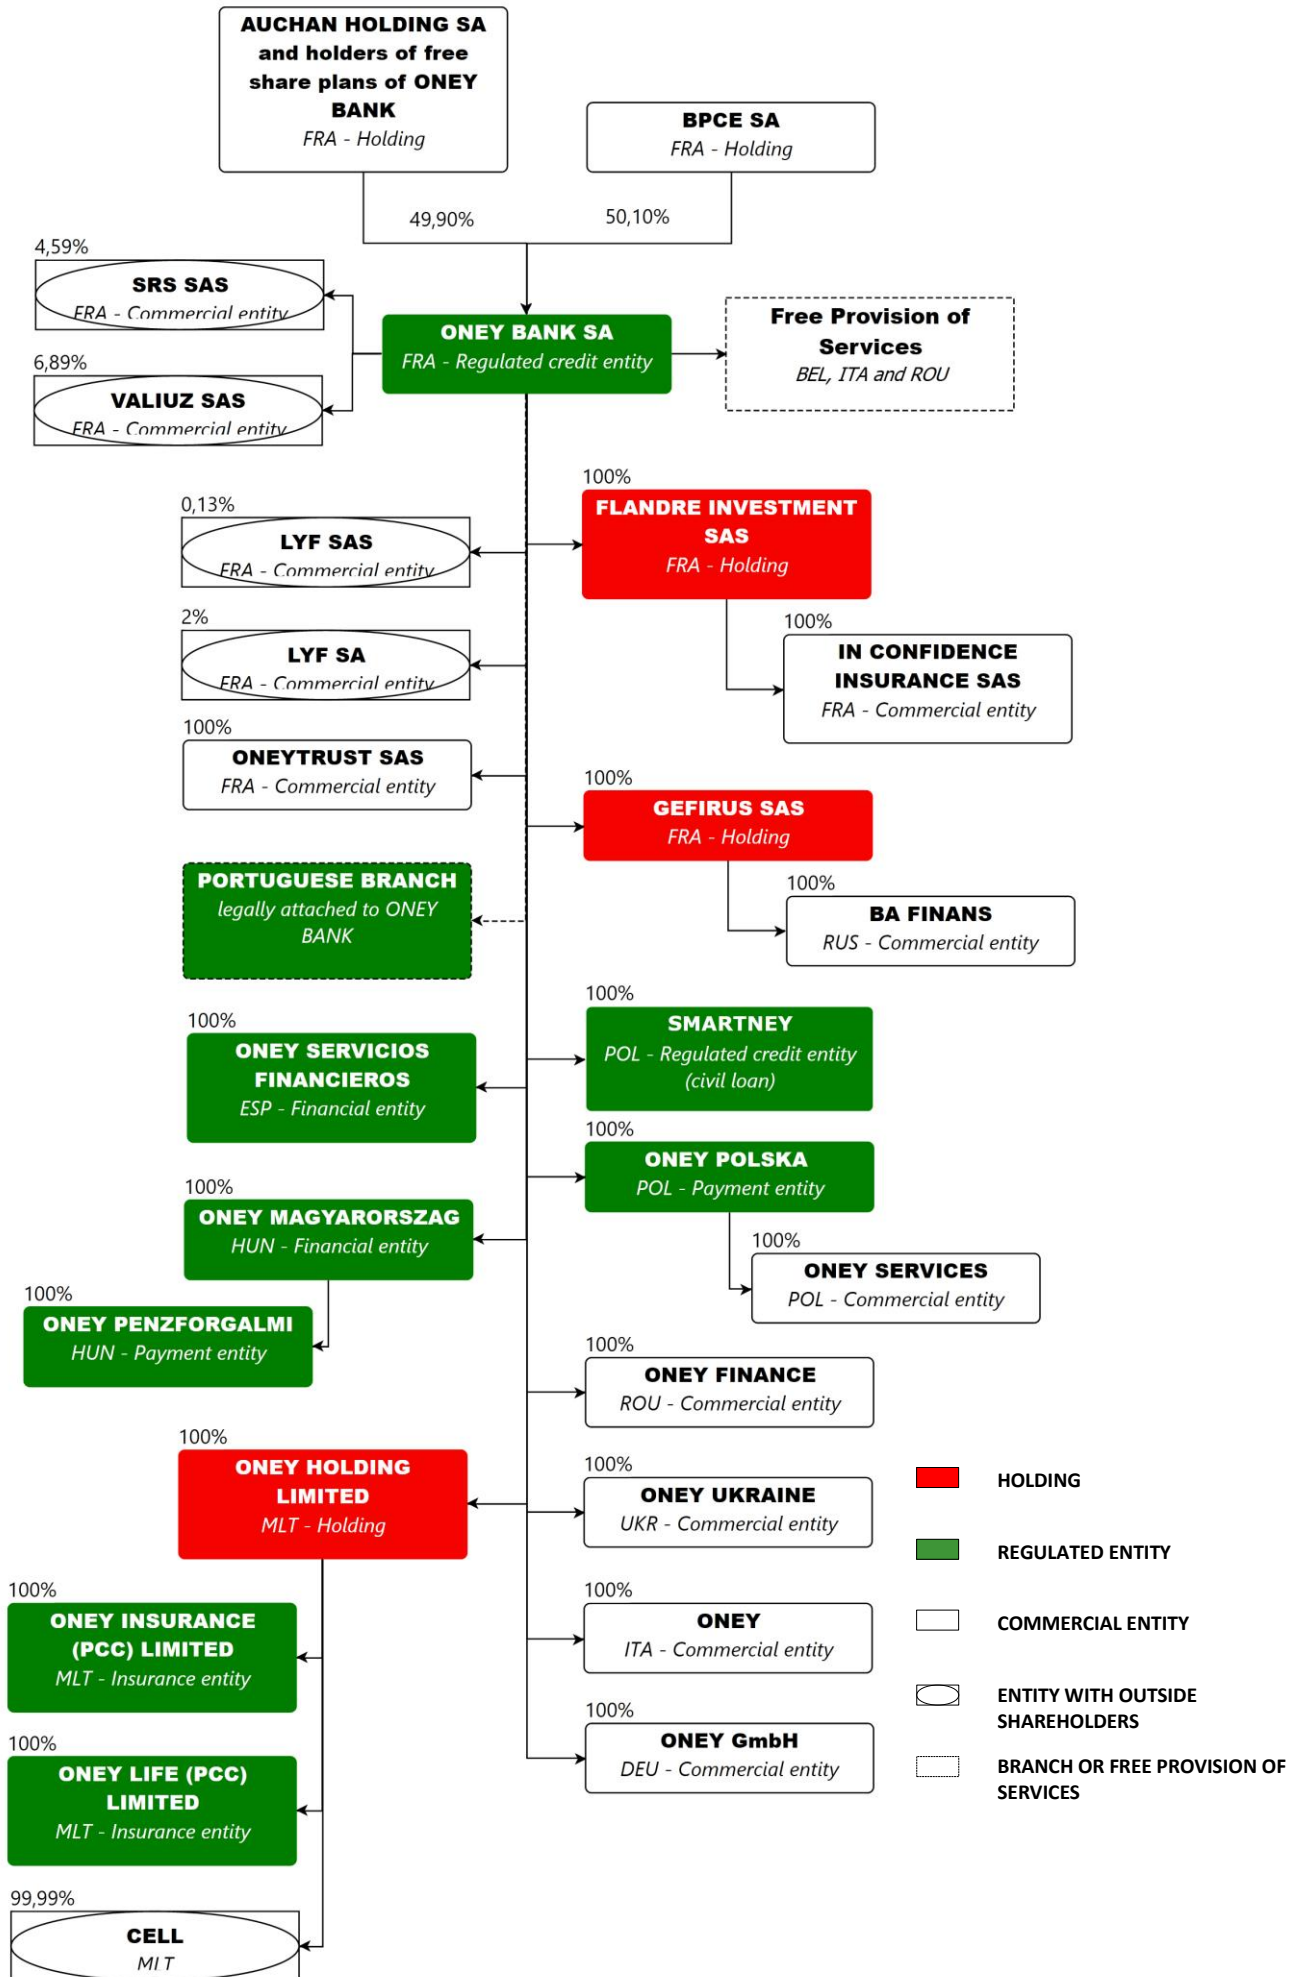 AUCHAN HOLDING SA
and holders of free
share plans of ONEY
BANK
FRA - Holding
BPCE SA
FRA - Holding
49,90%
50,10%
4,59%
SRS SAS
FRA - Commercial entity
6,89%
VALIUZ SAS
FRA - Commercial entity
ONEY BANK SA
FRA - Regulated credit entity
Free Provision of
Services
BEL, ITA and ROU
0,13%
LYF SAS
FRA - Commercial entity
2%
LYF SA
FRA - Commercial entity
100%
ONEYTRUST SAS
FRA - Commercial entity
PORTUGUESE BRANCH
legally attached to ONEY
BANK
100%
ONEY SERVICIOS
FINANCIEROS
ESP - Financial entity
100%
ONEY MAGYARORSZAG
HUN - Financial entity
100%
ONEY PENZFORGALMI
HUN - Payment entity
100%
ONEY HOLDING
LIMITED
MLT - Holding
100%
ONEY INSURANCE
(PCC) LIMITED
MLT - Insurance entity
100%
ONEY LIFE (PCC)
LIMITED
MLT - Insurance entity
99,99%
CELL
MLT
100%
FLANDRE INVESTMENT
SAS
FRA - Holding
100%
IN CONFIDENCE
INSURANCE SAS
FRA - Commercial entity
100%
GEFIRUS SAS
FRA - Holding
100%
BA FINANS
RUS - Commercial entity
100%
SMARTNEY
POL - Regulated credit entity
(civil loan)
100%
ONEY POLSKA
POL - Payment entity
100%
ONEY SERVICES
POL - Commercial entity
100%
ONEY FINANCE
ROU - Commercial entity
100%
ONEY UKRAINE
UKR - Commercial entity
100%
ONEY
ITA - Commercial entity
100%
ONEY GmbH
DEU - Commercial entity
HOLDING
REGULATED ENTITY
COMMERCIAL ENTITY
ENTITY WITH OUTSIDE
SHAREHOLDERS
BRANCH OR FREE PROVISION OF
SERVICES